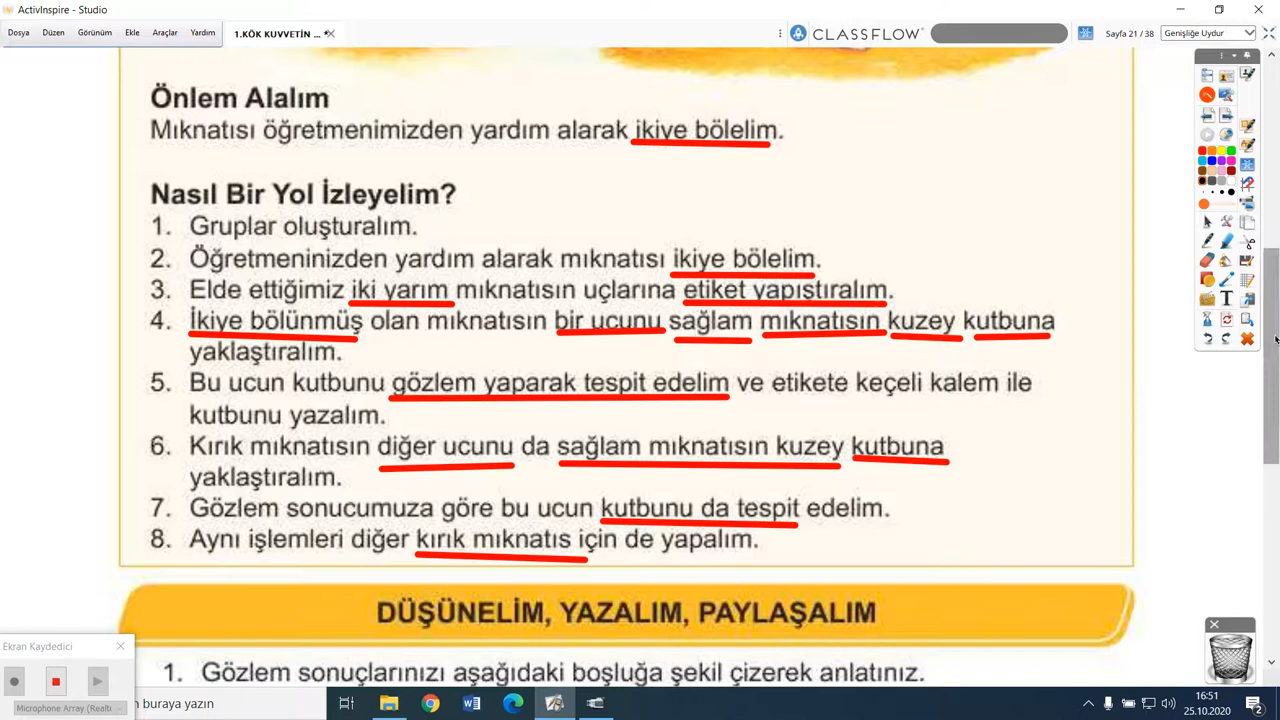 ActivInspire - Studio
Dosya Düzen Görünüm Ekle Araçlar Yardım 1.KÖK KUVVETİN ... CLASSFLOW Sayfa 21 / 38 Genişliğe Uydur
Önlem Alalım
Mıknatısı öğretmenimizden yardım alarak ikiye bölelim.
Nasıl Bir Yol İzleyelim?
1. Gruplar oluşturalım.
2. Öğretmeninizden yardım alarak mıknatısı ikiye bölelim.
3. Elde ettiğimiz iki yarım mıknatısın uçlarına etiket yapıştıralım.
4. İkiye bölünmüş olan mıknatısın bir ucunu sağlam mıknatısın kuzey kutbuna
yaklaştıralım.
5. Bu ucun kutbunu gözlem yaparak tespit edelim ve etikete keçeli kalem ile
kutbunu yazalım.
6. Kırık mıknatısın diğer ucunu da sağlam mıknatısın kuzey kutbuna
yaklaştıralım.
7. Gözlem sonucumuza göre bu ucun kutbunu da tespit edelim.
8. Aynı işlemleri diğer kırık mıknatıs için de yapalım.
DÜŞÜNELİM, YAZALIM, PAYLAŞALIM
1. Gözlem sonuçlarınızı aşağıdaki boşluğa şekil çizerek anlatınız.
Ekran Kaydedici
Microphone Array (Realte
buraya yazın
16:51
25.10.2020
2